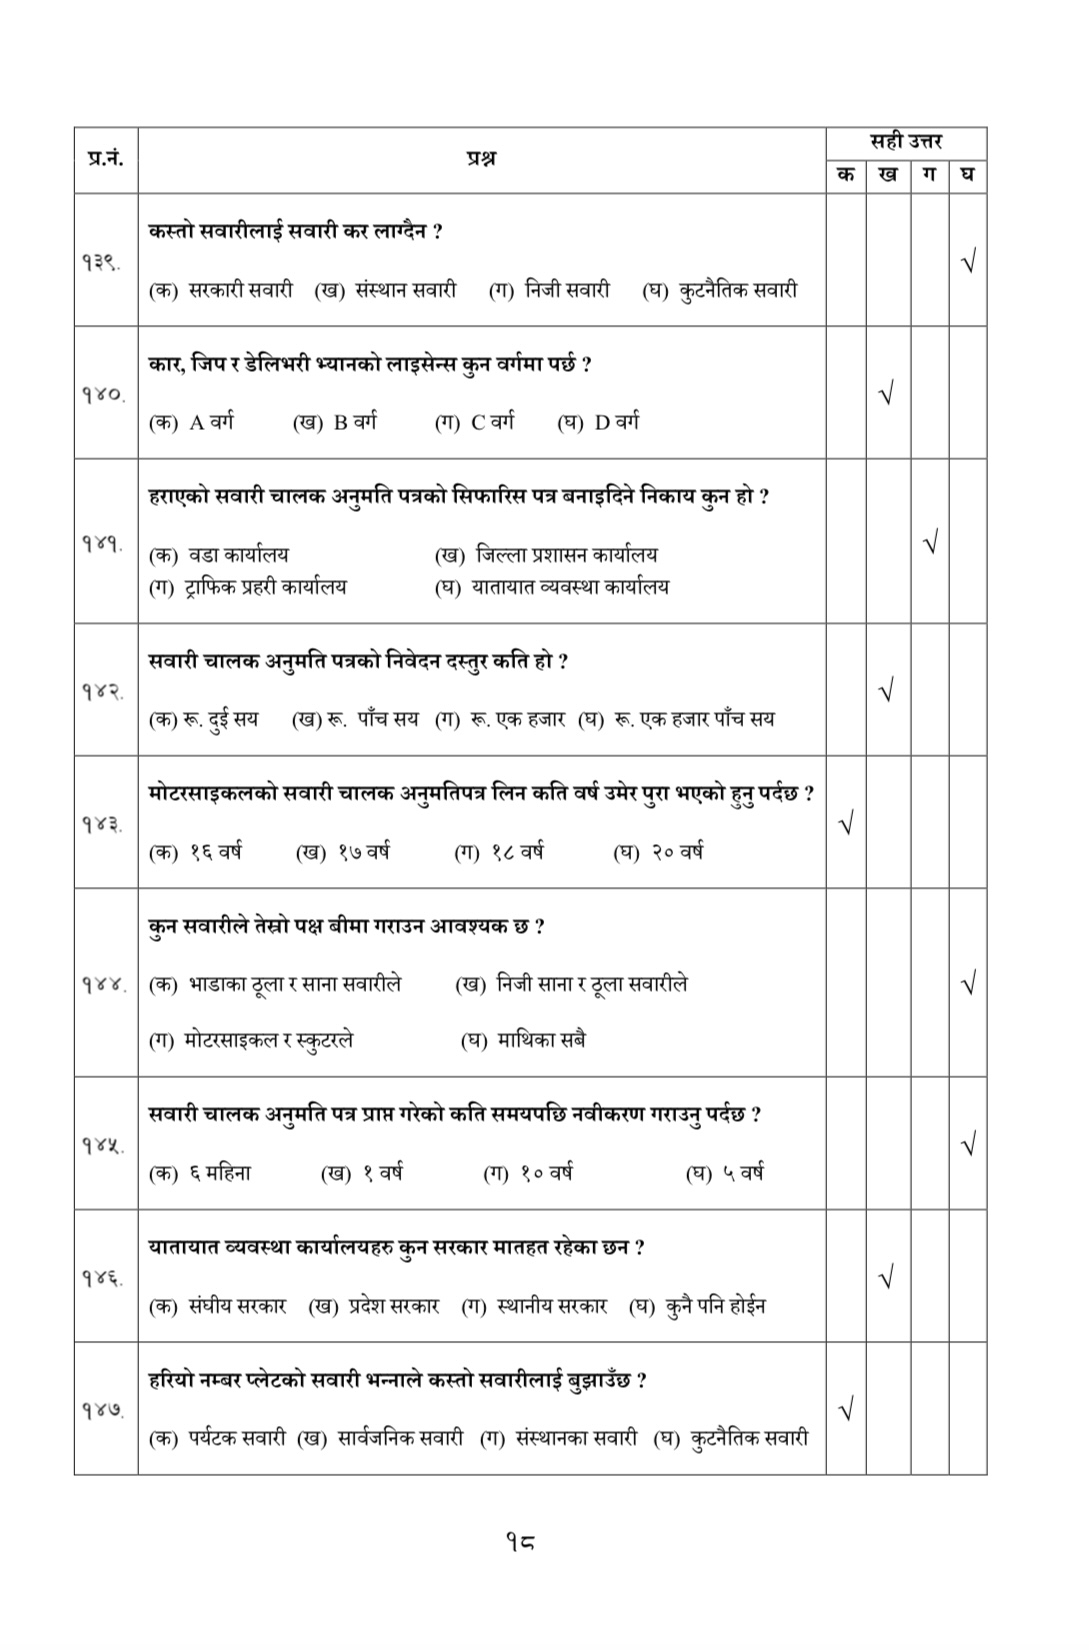 प्र.नं. प्रश्न सही उत्तर
क ख ग घ
१३९. कस्तो सवारीलाई सवारी कर लाग्दैन ?
(क) सरकारी सवारी (ख) संस्थान सवारी (ग) निजी सवारी (घ) कुटनैतिक सवारी √
१४०. कार, जिप र डेलिभरी भ्यानको लाइसेन्स कुन वर्गमा पर्छ ?
(क) A वर्ग (ख) B वर्ग (ग) C वर्ग (घ) D वर्ग √
१४१. हराएको सवारी चालक अनुमति पत्रको सिफारिस पत्र बनाइदिने निकाय कुन हो ?
(क) वडा कार्यालय (ख) जिल्ला प्रशासन कार्यालय √
(ग) ट्राफिक प्रहरी कार्यालय (घ) यातायात व्यवस्था कार्यालय
१४२. सवारी चालक अनुमति पत्रको निवेदन दस्तुर कति हो ?
(क) रू. दुई सय (ख) रू. पाँच सय (ग) रू. एक हजार (घ) रू. एक हजार पाँच सय √
१४३. मोटरसाइकलको सवारी चालक अनुमतिपत्र लिन कति वर्ष उमेर पुरा भएको हुनु पर्दछ ?
(क) १६ वर्ष (ख) १७ वर्ष (ग) १८ वर्ष (घ) २० वर्ष √
१४४. कुन सवारीले तेस्रो पक्ष बीमा गराउन आवश्यक छ ?
(क) भाडाका ठूला र साना सवारीले (ख) निजी साना र ठूला सवारीले √
(ग) मोटरसाइकल र स्कुटरले (घ) माथिका सबै
१४५. सवारी चालक अनुमति पत्र प्राप्त गरेको कति समयपछि नवीकरण गराउनु पर्दछ ?
(क) ६ महिना (ख) १ वर्ष (ग) १० वर्ष (घ) ५ वर्ष √
१४६. यातायात व्यवस्था कार्यालयहरु कुन सरकार मातहत रहेका छन ?
(क) संघीय सरकार (ख) प्रदेश सरकार (ग) स्थानीय सरकार (घ) कुनै पनि होईन √
१४७. हरियो नम्बर प्लेटको सवारी भन्नाले कस्तो सवारीलाई बुझाउँछ ?
(क) पर्यटक सवारी (ख) सार्वजनिक सवारी (ग) संस्थानका सवारी (घ) कुटनैतिक सवारी √
१८